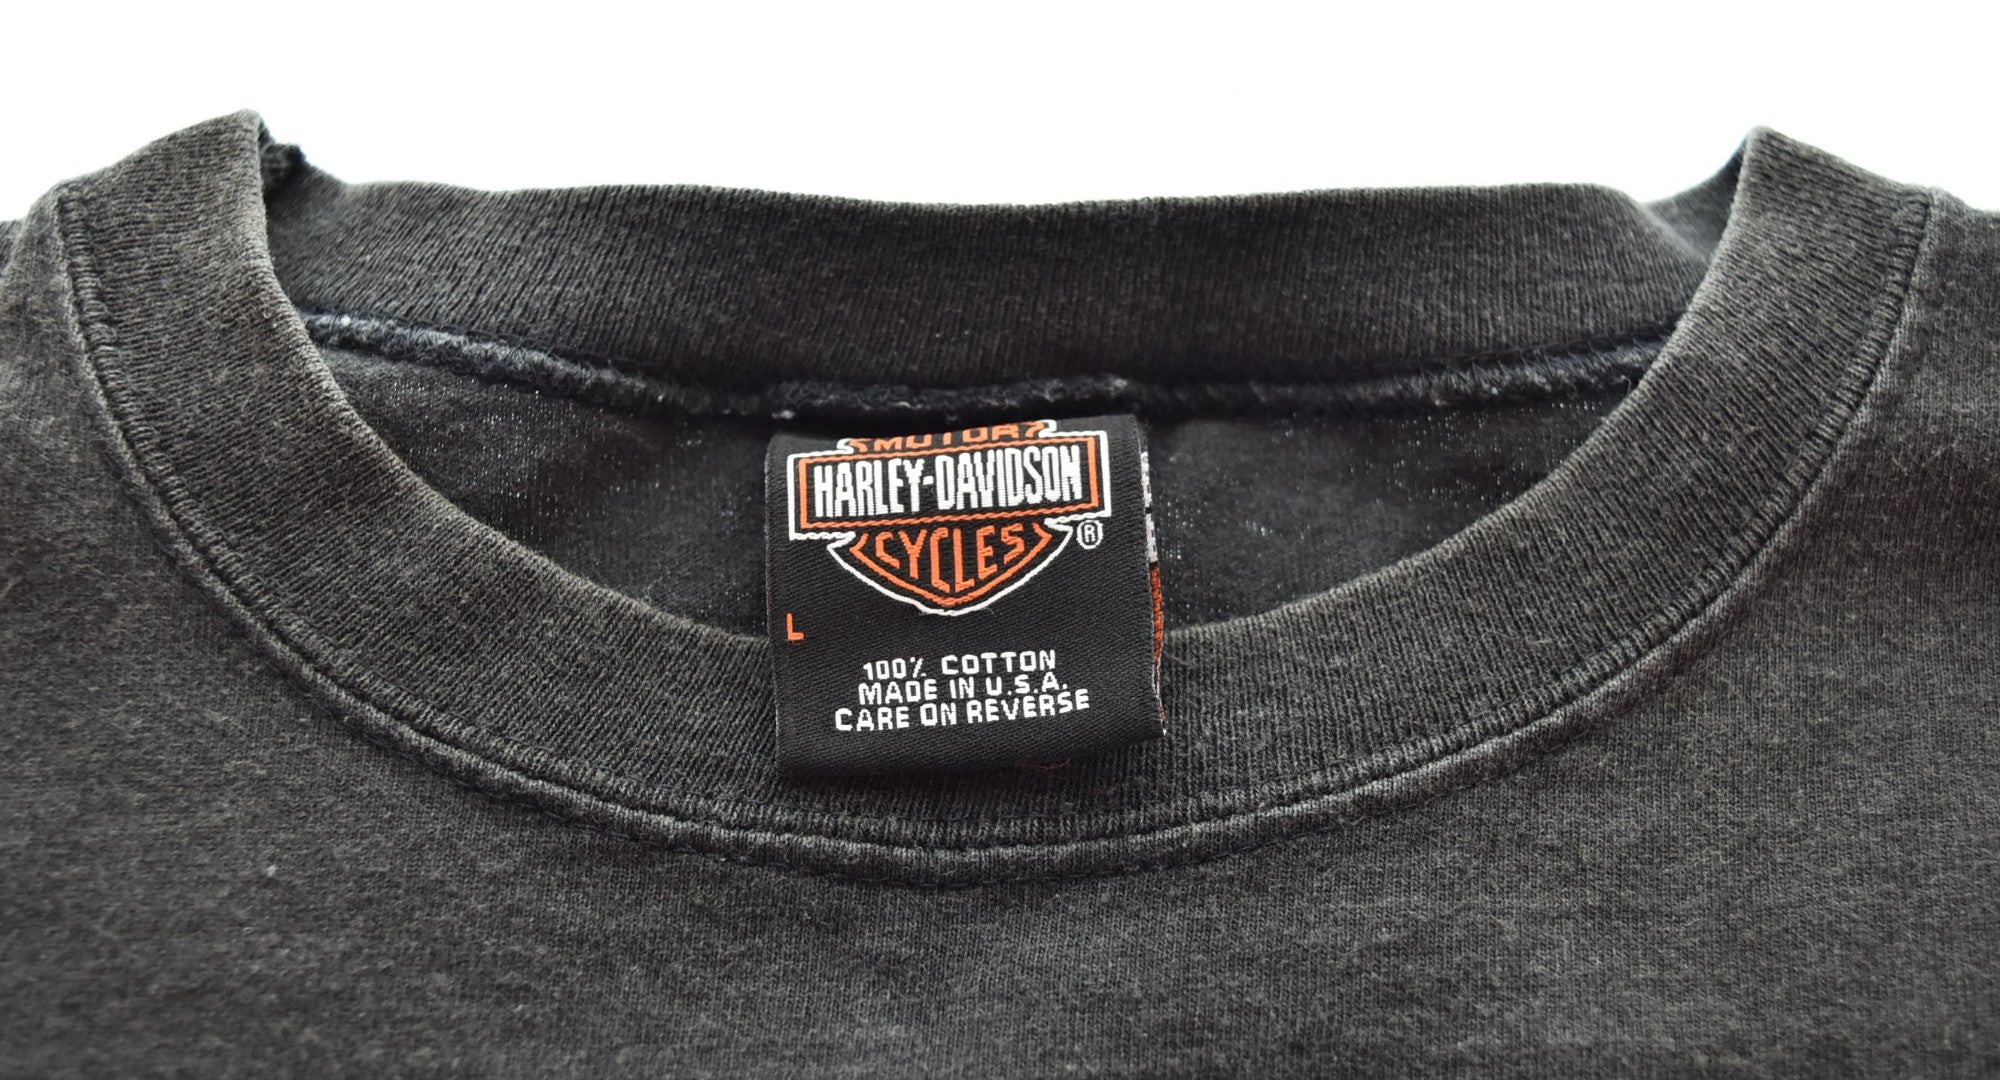 MOTOR
HARLEY-DAVIDSON
CYCLES
®
L
100% COTTON
MADE IN U.S.A.
CARE ON REVERSE